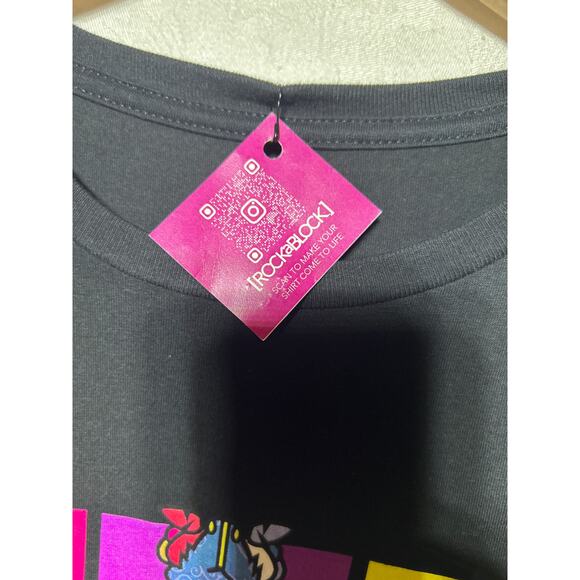 [ROCKaBLOCK]
SCAN TO MAKE YOUR
SHIRT COME TO LIFE